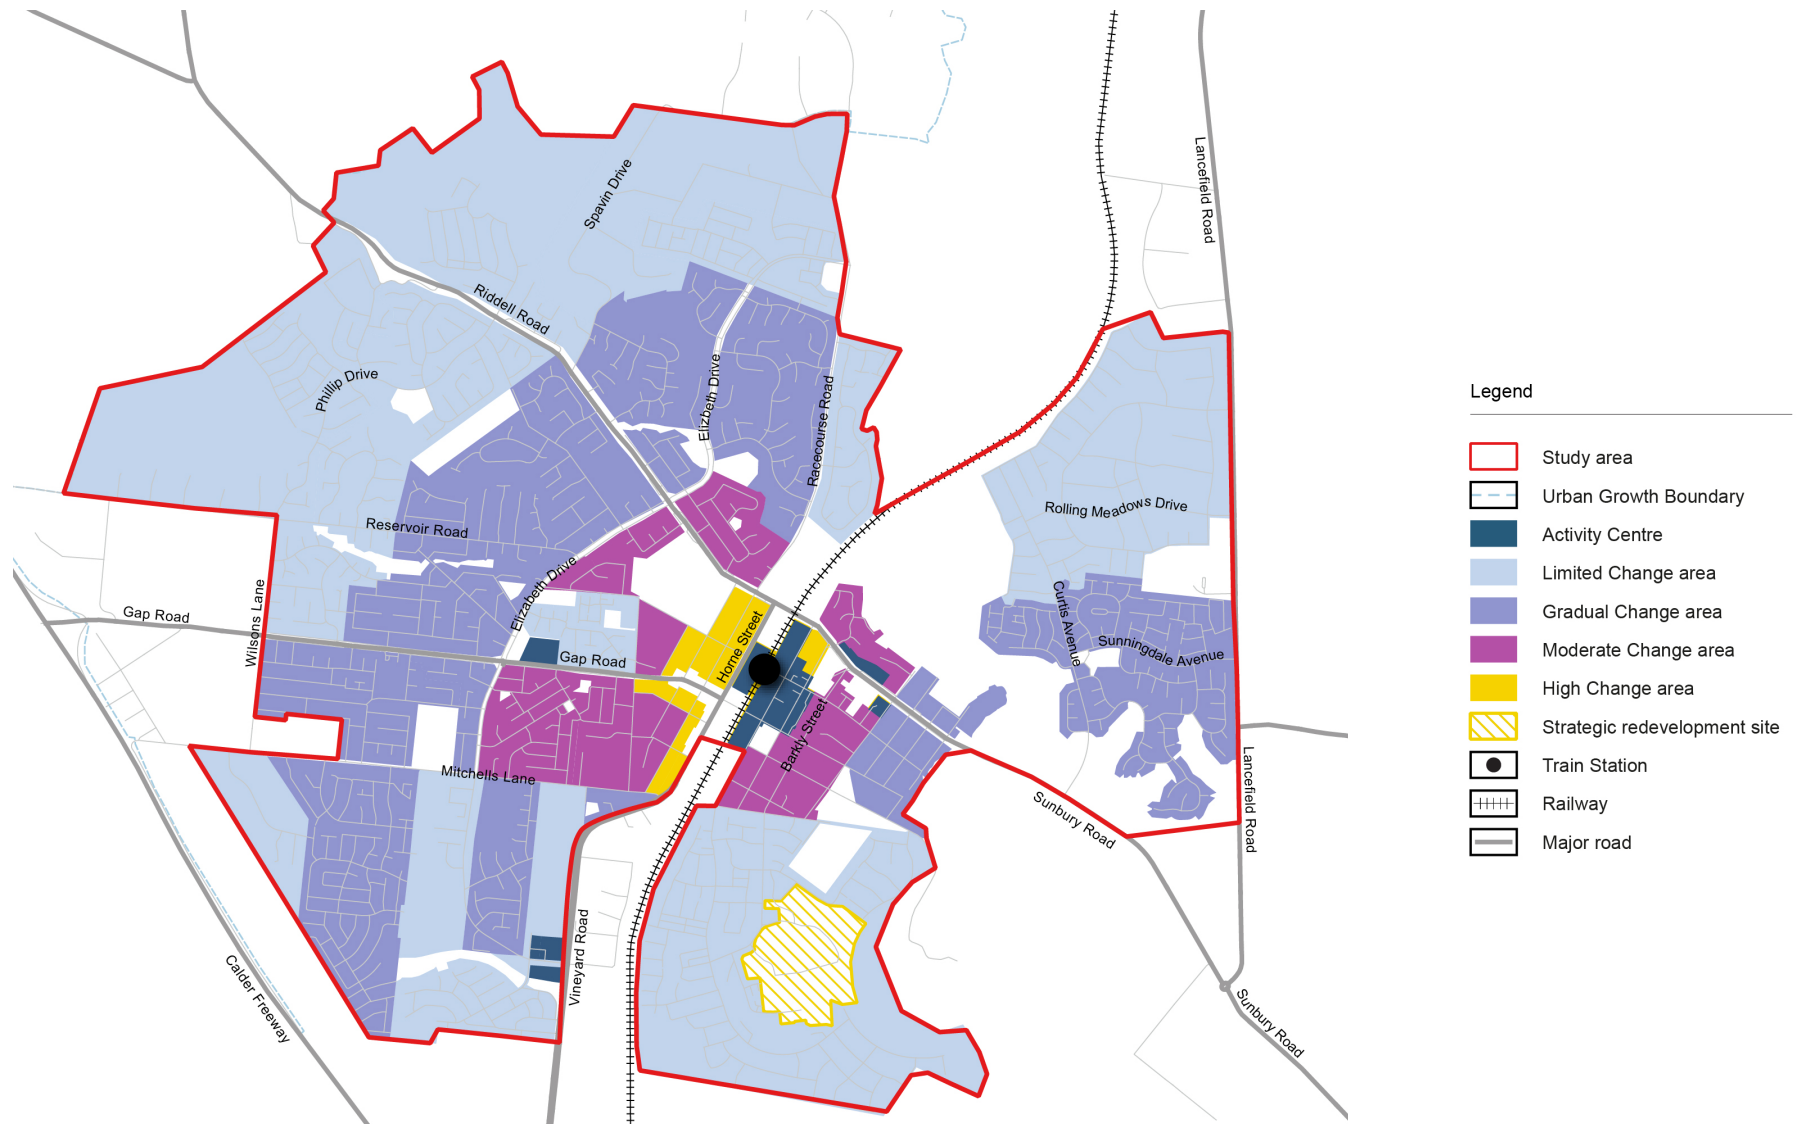 Lancefield Road
Spavin Drive
Riddell Road
Phillip Drive
Elizbeth Drive
Racecourse Road
Legend
Study area
Urban Growth Boundary
Activity Centre
Limited Change area
Gradual Change area
Moderate Change area
High Change area
Strategic redevelopment site
Train Station
Railway
Major road
Rolling Meadows Drive
Reservoir Road
Elizabeth Drive
Wilsons Lane
Gap Road
Gap Road
Horne Street
Curtis Avenue
Sunningdale Avenue
Barkly Street
Mitchells Lane
Sunbury Road
Lancefield Road
Vineyard Road
Calder Freeway
Sunbury Road